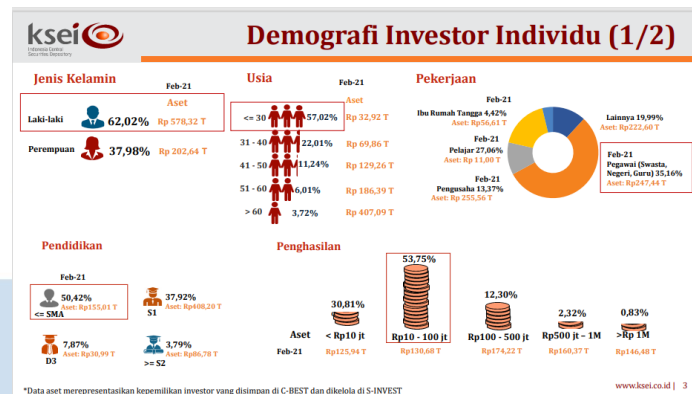 ksei
Indonesia Central
Securities Depository
Demografi Investor Individu (1/2)
Jenis Kelamin
Feb-21
Aset
Laki-laki 62,02% Rp 578,32 T
Perempuan 37,98% Rp 202,64 T
Usia
Feb-21
Aset
<= 30 57,02% Rp 32,92 T
31 - 40 22,01% Rp 69,86 T
41 - 50 11,24% Rp 129,26 T
51 - 60 6,01% Rp 186,39 T
> 60 3,72% Rp 407,09 T
Pekerjaan
Feb-21
Ibu Rumah Tangga 4,42%
Aset: Rp56,61 T
Feb-21
Pelajar 27,06%
Aset: Rp 11,00 T
Feb-21
Pengusaha 13,37%
Aset: Rp 255,56 T
Lainnya 19,99%
Aset: Rp222,60 T
Feb-21
Pegawai (Swasta,
Negeri, Guru) 35,16%
Aset: Rp247,44 T
Pendidikan
Feb-21
50,42%
Aset: Rp155,01 T
<= SMA
37,92%
Aset: Rp408,20 T
S1
7,87%
Aset: Rp30,99 T
D3
3,79%
Aset: Rp86,78 T
>= S2
Penghasilan
30,81% 53,75% 12,30% 2,32% 0,83%
Aset < Rp10 jt Rp10 - 100 jt Rp100 - 500 jt Rp500 jt – 1M >Rp 1M
Feb-21 Rp125,94 T Rp130,68 T Rp174,22 T Rp160,37 T Rp146,48 T
*Data aset merepresentasikan kepemilikan investor yang disimpan di C-BEST dan dikelola di S-INVEST
www.ksei.co.id | 3